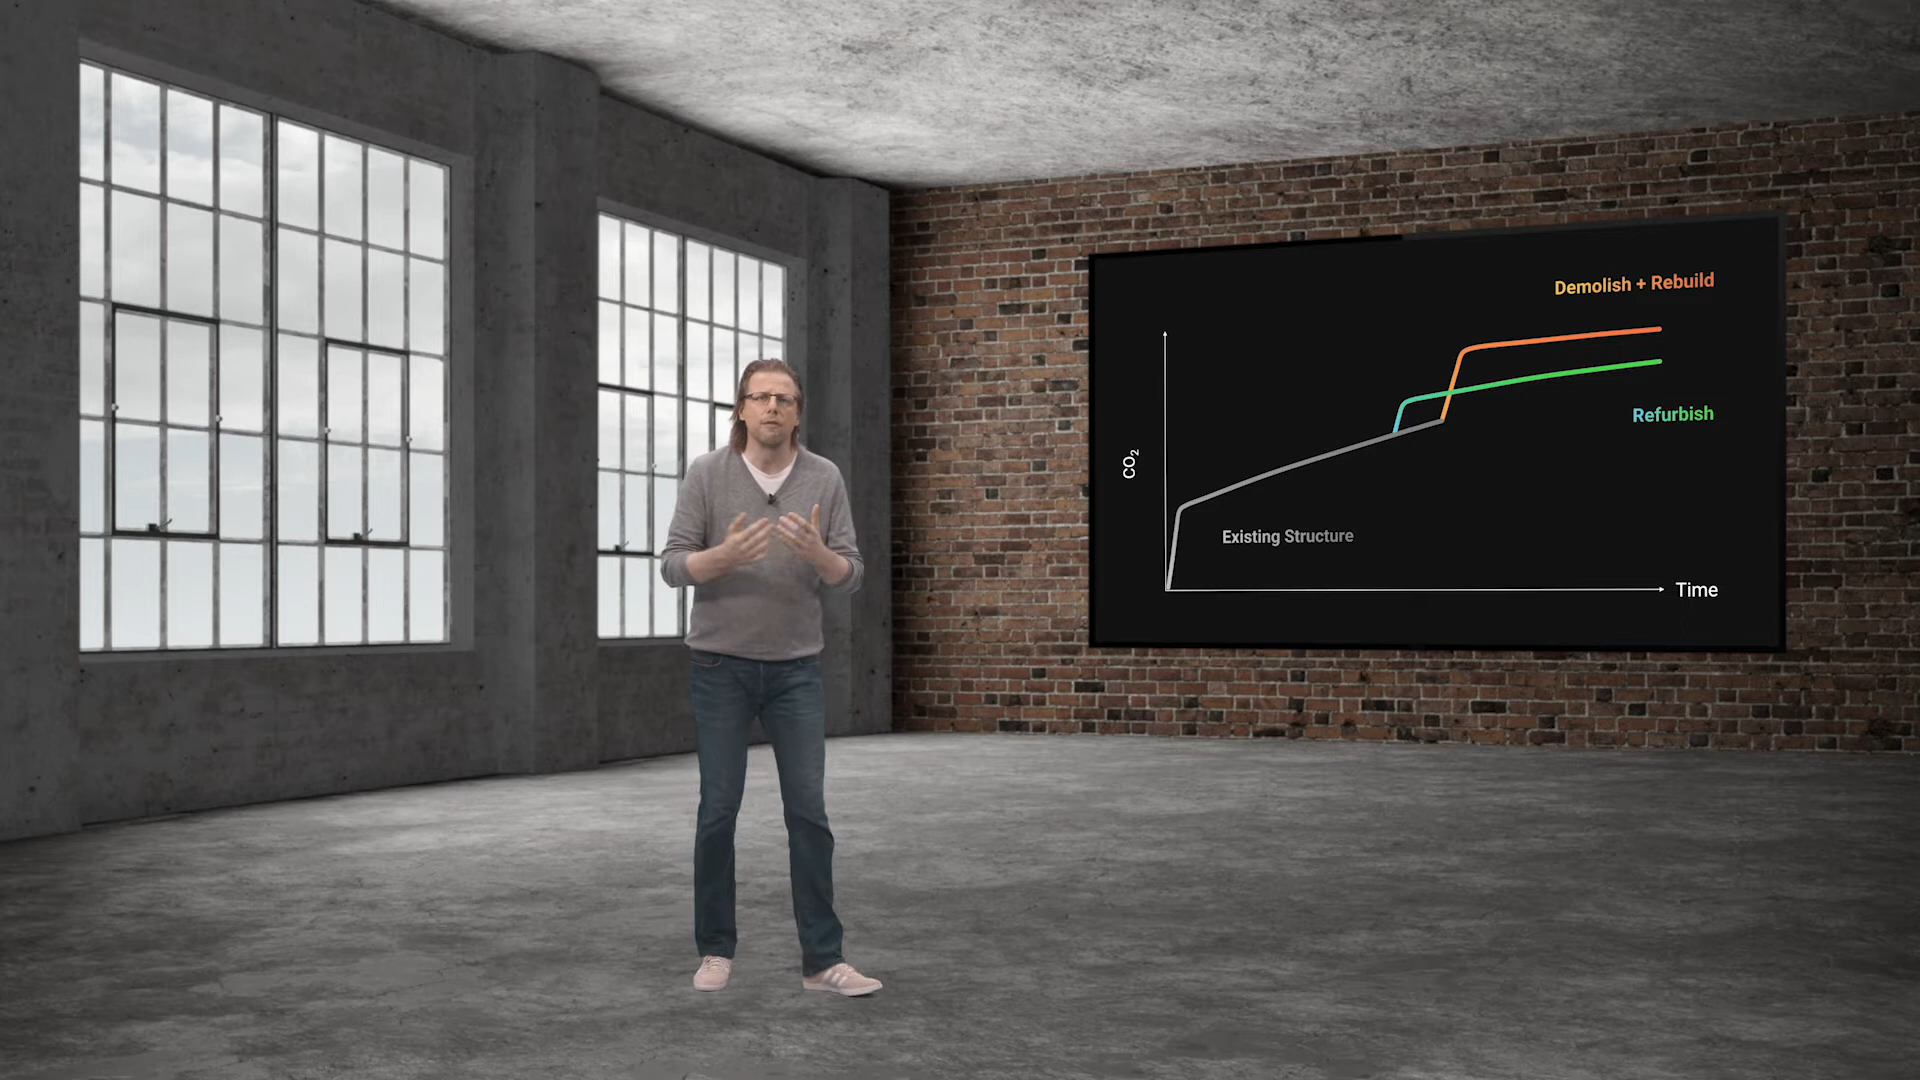 Demolish + Rebuild
Refurbish
CO₂
Existing Structure
Time